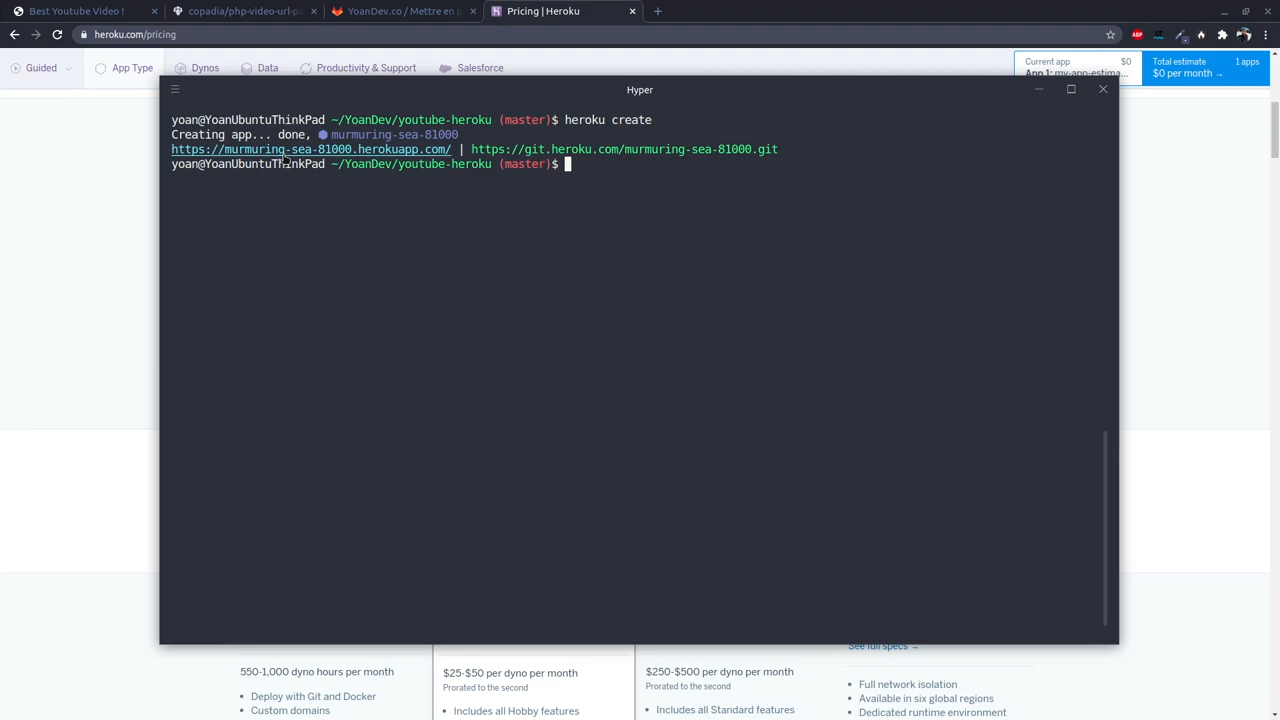 Best Youtube Video !
copadia/php-video-url-pa
YoanDev.co / Mettre en p
Pricing | Heroku
heroku.com/pricing
ABP
Guided
App Type
Dynos
Data
Productivity & Support
Salesforce
Current app $0
App 1: my-app-estima...
Total estimate 1 apps
$0 per month →
Hyper
yoan@YoanUbuntuThinkPad ~/YoanDev/youtube-heroku (master)$ heroku create
Creating app... done, ⬢ murmuring-sea-81000
https://murmuring-sea-81000.herokuapp.com/ | https://git.heroku.com/murmuring-sea-81000.git
yoan@YoanUbuntuThinkPad ~/YoanDev/youtube-heroku (master)$
See full specs →
550-1,000 dyno hours per month
$25-$50 per dyno per month
Prorated to the second
$250-$500 per dyno per month
Prorated to the second
• Deploy with Git and Docker
• Custom domains
• Includes all Hobby features
• Includes all Standard features
• Full network isolation
• Available in six global regions
• Dedicated runtime environment